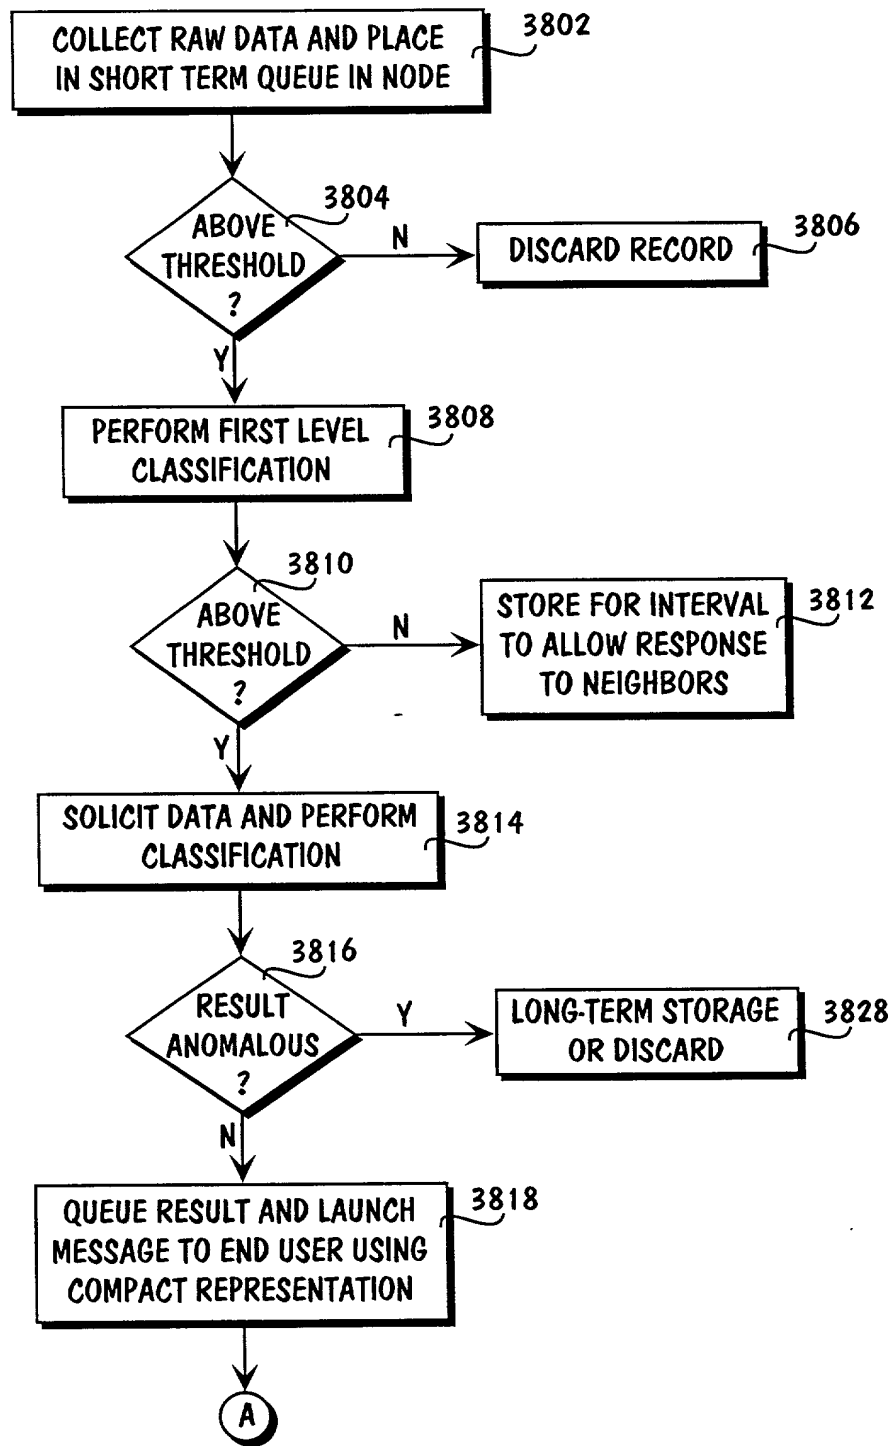 COLLECT RAW DATA AND PLACE
IN SHORT TERM QUEUE IN NODE
3802
ABOVE
THRESHOLD
?
3804
N
DISCARD RECORD
3806
Y
PERFORM FIRST LEVEL
CLASSIFICATION
3808
ABOVE
THRESHOLD
?
3810
N
STORE FOR INTERVAL
TO ALLOW RESPONSE
TO NEIGHBORS
3812
Y
SOLICIT DATA AND PERFORM
CLASSIFICATION
3814
RESULT
ANOMALOUS
?
3816
Y
LONG-TERM STORAGE
OR DISCARD
3828
N
QUEUE RESULT AND LAUNCH
MESSAGE TO END USER USING
COMPACT REPRESENTATION
3818
A